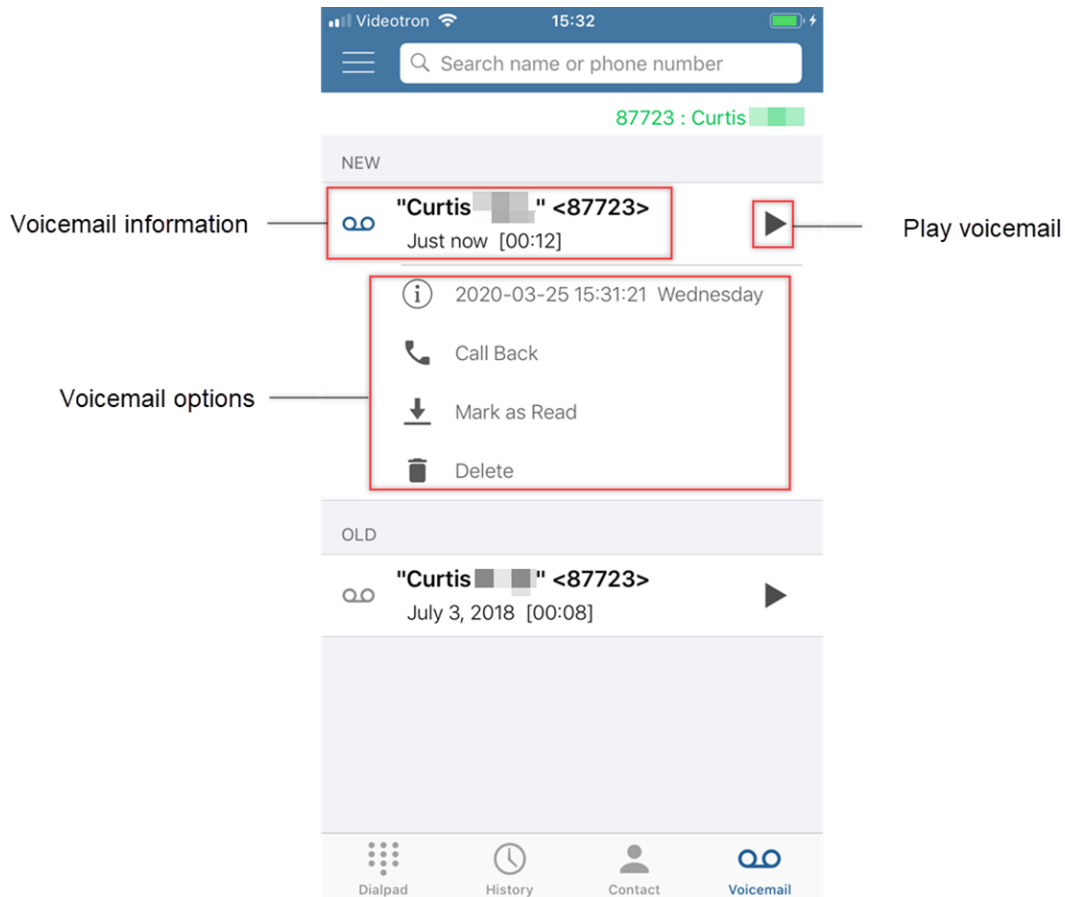 Videotron 15:32
Search name or phone number
87723 : Curtis
NEW
"Curtis " <87723>
Just now [00:12]
Voicemail information
Play voicemail
2020-03-25 15:31:21 Wednesday
Call Back
Voicemail options
Mark as Read
Delete
OLD
"Curtis " <87723>
July 3, 2018 [00:08]
Dialpad History Contact Voicemail